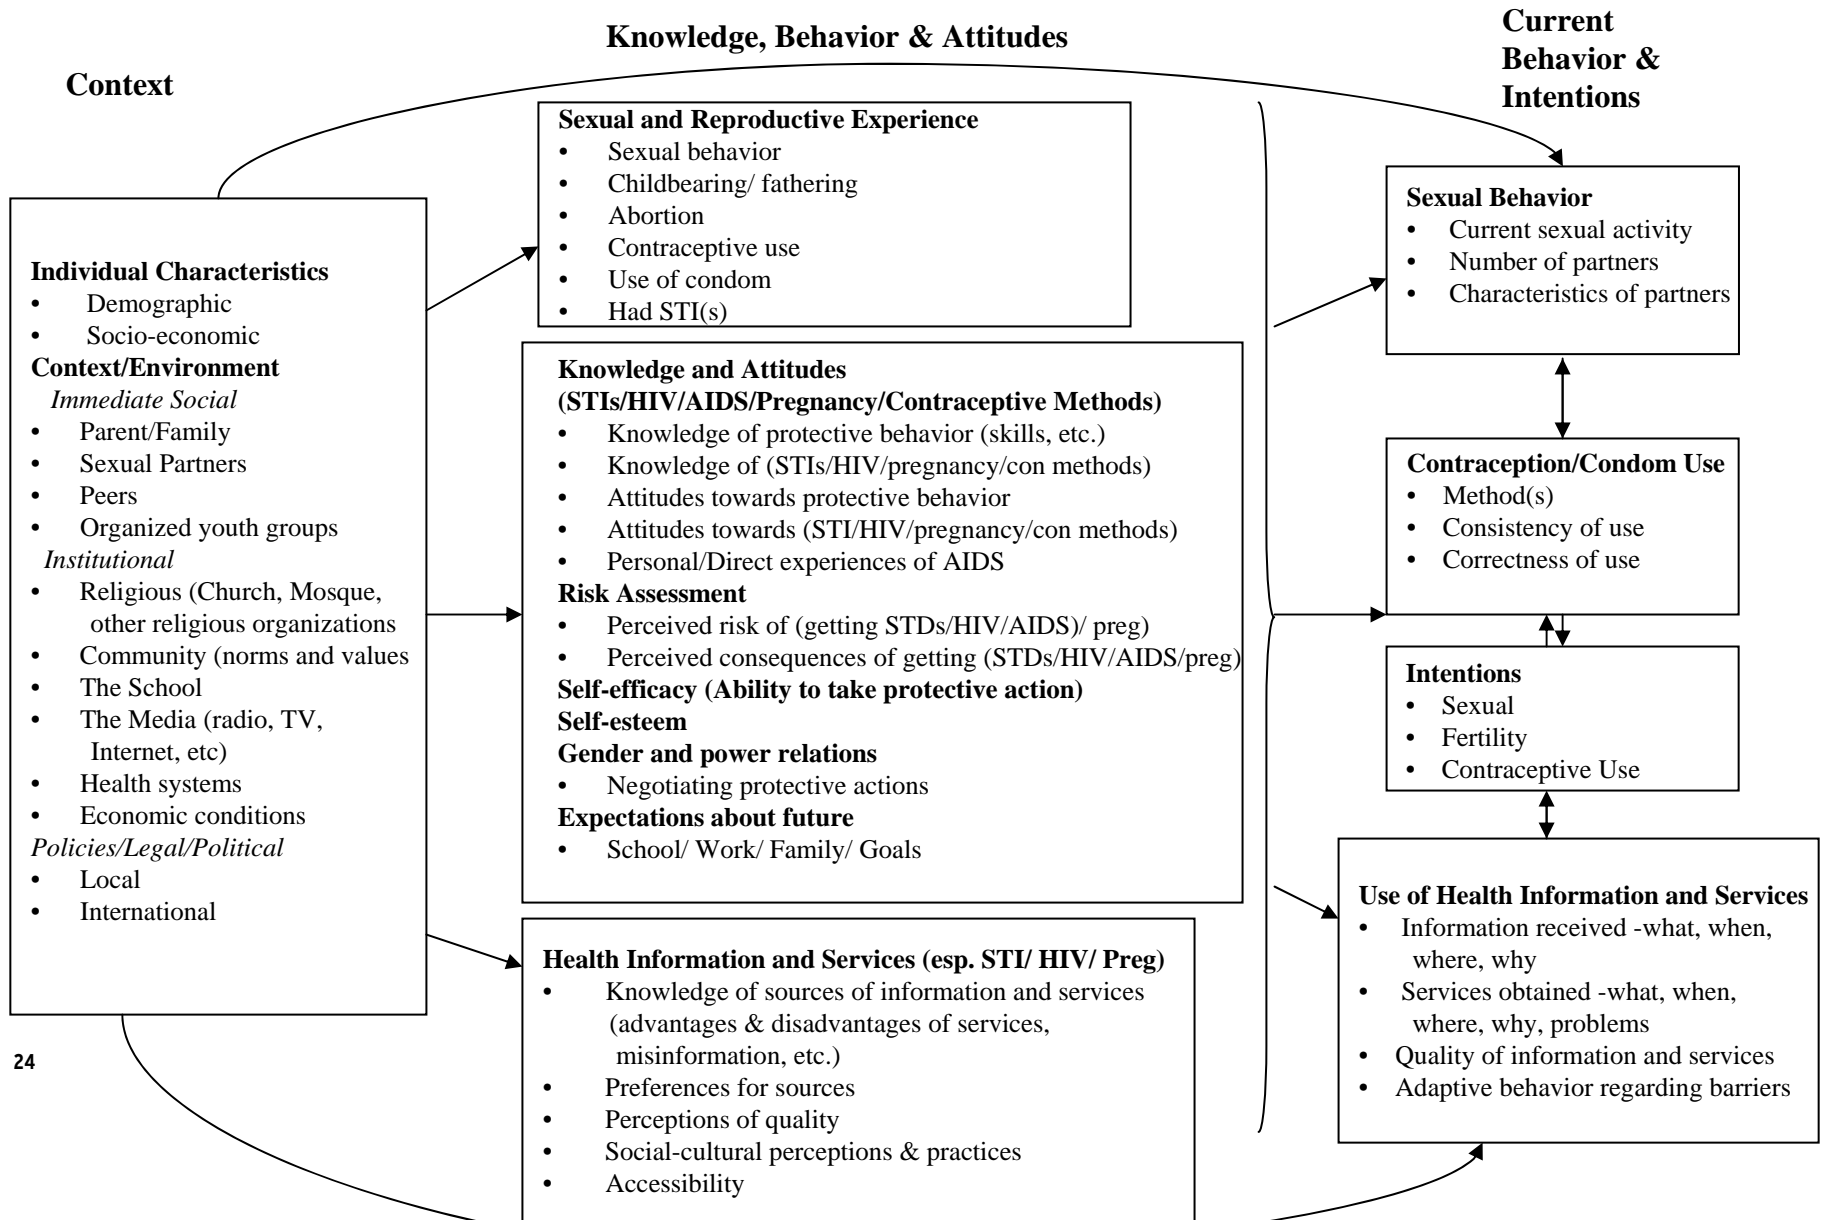 Context
Knowledge, Behavior & Attitudes
Current
Behavior &
Intentions
Individual Characteristics
• Demographic
• Socio-economic
Context/Environment
Immediate Social
• Parent/Family
• Sexual Partners
• Peers
• Organized youth groups
Institutional
• Religious (Church, Mosque,
other religious organizations
• Community (norms and values
• The School
• The Media (radio, TV,
Internet, etc)
• Health systems
• Economic conditions
Policies/Legal/Political
• Local
• International
Sexual and Reproductive Experience
• Sexual behavior
• Childbearing/ fathering
• Abortion
• Contraceptive use
• Use of condom
• Had STI(s)
Knowledge and Attitudes
(STIs/HIV/AIDS/Pregnancy/Contraceptive Methods)
• Knowledge of protective behavior (skills, etc.)
• Knowledge of (STIs/HIV/pregnancy/con methods)
• Attitudes towards protective behavior
• Attitudes towards (STI/HIV/pregnancy/con methods)
• Personal/Direct experiences of AIDS
Risk Assessment
• Perceived risk of (getting STDs/HIV/AIDS)/ preg)
• Perceived consequences of getting (STDs/HIV/AIDS/preg)
Self-efficacy (Ability to take protective action)
Self-esteem
Gender and power relations
• Negotiating protective actions
Expectations about future
• School/ Work/ Family/ Goals
Health Information and Services (esp. STI/ HIV/ Preg)
• Knowledge of sources of information and services
(advantages & disadvantages of services,
misinformation, etc.)
• Preferences for sources
• Perceptions of quality
• Social-cultural perceptions & practices
• Accessibility
Sexual Behavior
• Current sexual activity
• Number of partners
• Characteristics of partners
Contraception/Condom Use
• Method(s)
• Consistency of use
• Correctness of use
Intentions
• Sexual
• Fertility
• Contraceptive Use
Use of Health Information and Services
• Information received -what, when,
where, why
• Services obtained -what, when,
where, why, problems
• Quality of information and services
• Adaptive behavior regarding barriers
24